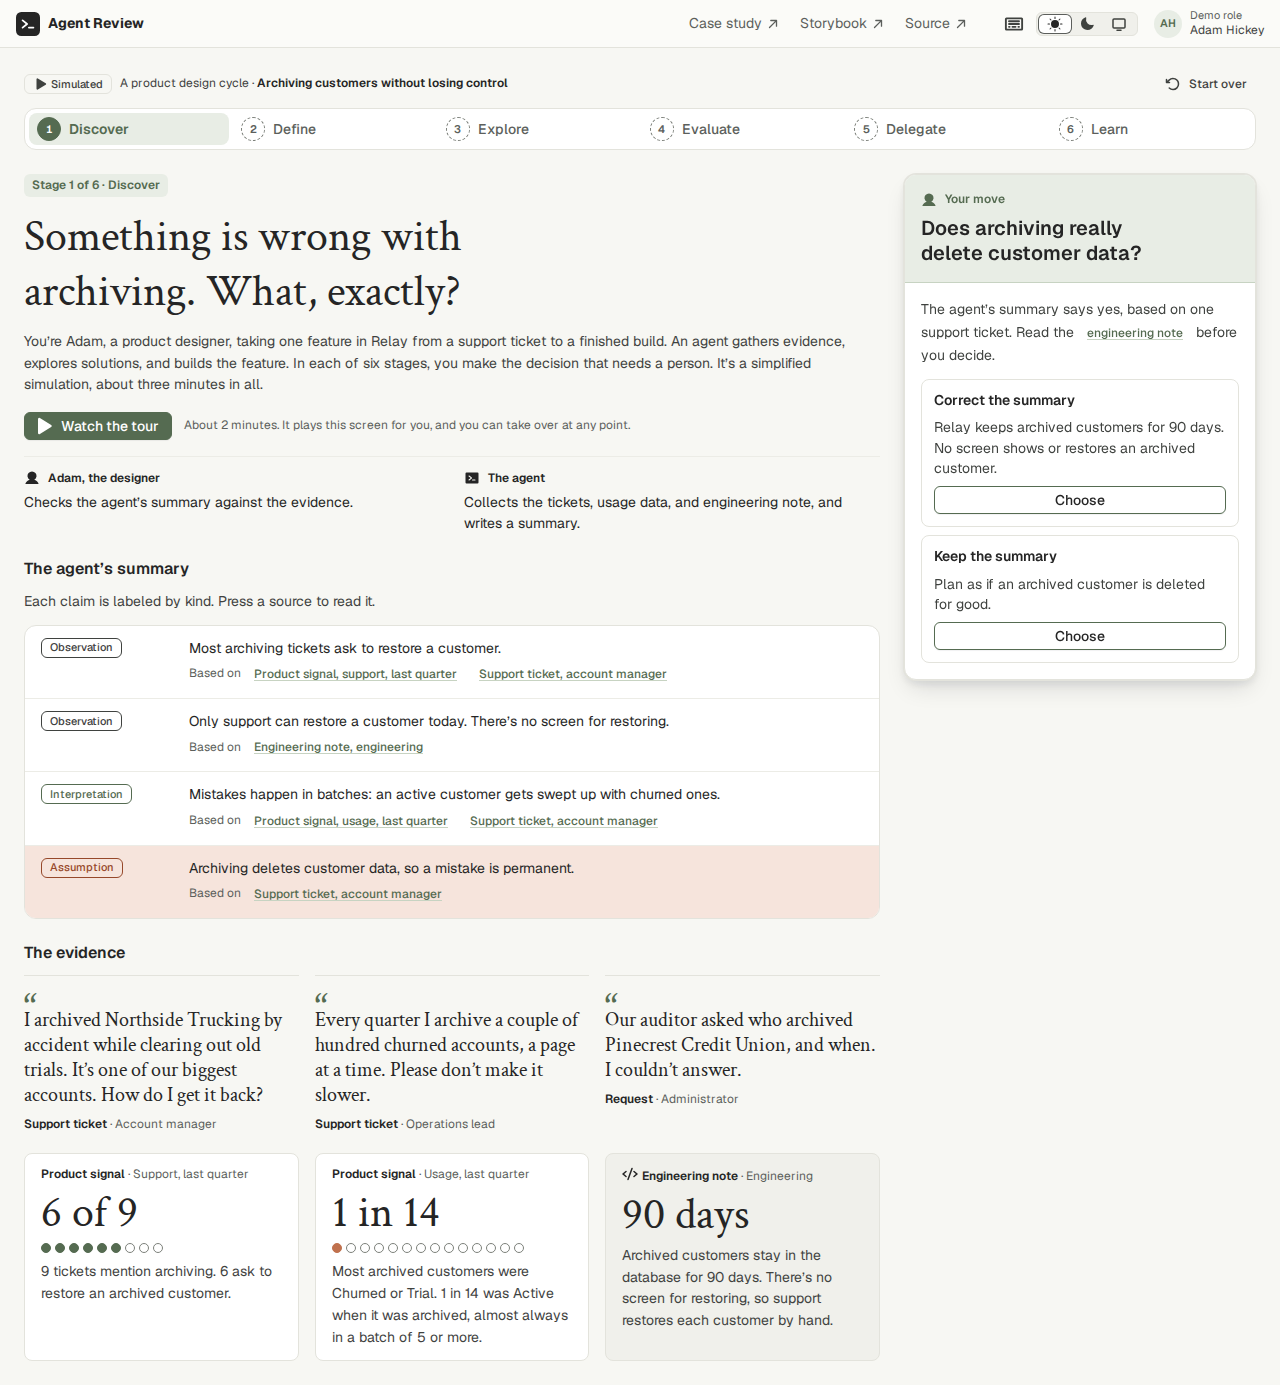 Agent Review
Case study
Storybook
Source
AH
Demo role
Adam Hickey
Simulated
A product design cycle · Archiving customers without losing control
Start over
1 Discover
2 Define
3 Explore
4 Evaluate
5 Delegate
6 Learn
Stage 1 of 6 · Discover
Something is wrong with
archiving. What, exactly?
You're Adam, a product designer, taking one feature in Relay from a support ticket to a finished build. An agent gathers evidence,
explores solutions, and builds the feature. In each of six stages, you make the decision that needs a person. It's a simplified
simulation, about three minutes in all.
Watch the tour
About 2 minutes. It plays this screen for you, and you can take over at any point.
Adam, the designer
Checks the agent's summary against the evidence.
The agent
Collects the tickets, usage data, and engineering note, and
writes a summary.
The agent's summary
Each claim is labeled by kind. Press a source to read it.
Observation
Most archiving tickets ask to restore a customer.
Based on Product signal, support, last quarter Support ticket, account manager
Observation
Only support can restore a customer today. There's no screen for restoring.
Based on Engineering note, engineering
Interpretation
Mistakes happen in batches: an active customer gets swept up with churned ones.
Based on Product signal, usage, last quarter Support ticket, account manager
Assumption
Archiving deletes customer data, so a mistake is permanent.
Based on Support ticket, account manager
The evidence
“
I archived Northside Trucking by
accident while clearing out old
trials. It's one of our biggest
accounts. How do I get it back?
Support ticket · Account manager
“
Every quarter I archive a couple of
hundred churned accounts, a page
at a time. Please don't make it
slower.
Support ticket · Operations lead
“
Our auditor asked who archived
Pinecrest Credit Union, and when.
I couldn't answer.
Request · Administrator
Product signal · Support, last quarter
6 of 9
9 tickets mention archiving. 6 ask to
restore an archived customer.
Product signal · Usage, last quarter
1 in 14
Most archived customers were
Churned or Trial. 1 in 14 was Active
when it was archived, almost always
in a batch of 5 or more.
Engineering note · Engineering
90 days
Archived customers stay in the
database for 90 days. There's no
screen for restoring, so support
restores each customer by hand.
Your move
Does archiving really
delete customer data?
The agent's summary says yes, based on one
support ticket. Read the engineering note before
you decide.
Correct the summary
Relay keeps archived customers for 90 days.
No screen shows or restores an archived
customer.
Choose
Keep the summary
Plan as if an archived customer is deleted
for good.
Choose